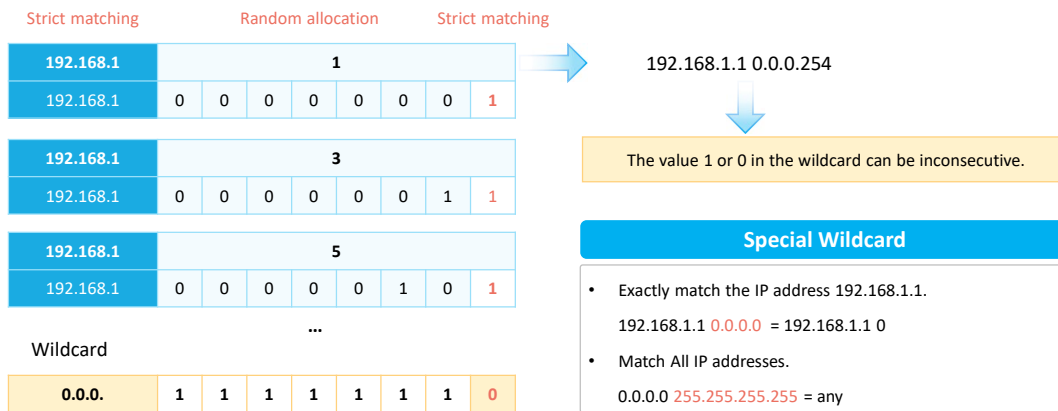 Strict matching Random allocation Strict matching
192.168.1 1
192.168.1 0 0 0 0 0 0 0 1
192.168.1 3
192.168.1 0 0 0 0 0 0 1 1
192.168.1 5
192.168.1 0 0 0 0 0 1 0 1
...
Wildcard
0.0.0. 1 1 1 1 1 1 1 0
192.168.1.1 0.0.0.254
The value 1 or 0 in the wildcard can be inconsecutive.
Special Wildcard
• Exactly match the IP address 192.168.1.1.
192.168.1.1 0.0.0.0 = 192.168.1.1 0
• Match All IP addresses.
0.0.0.0 255.255.255.255 = any